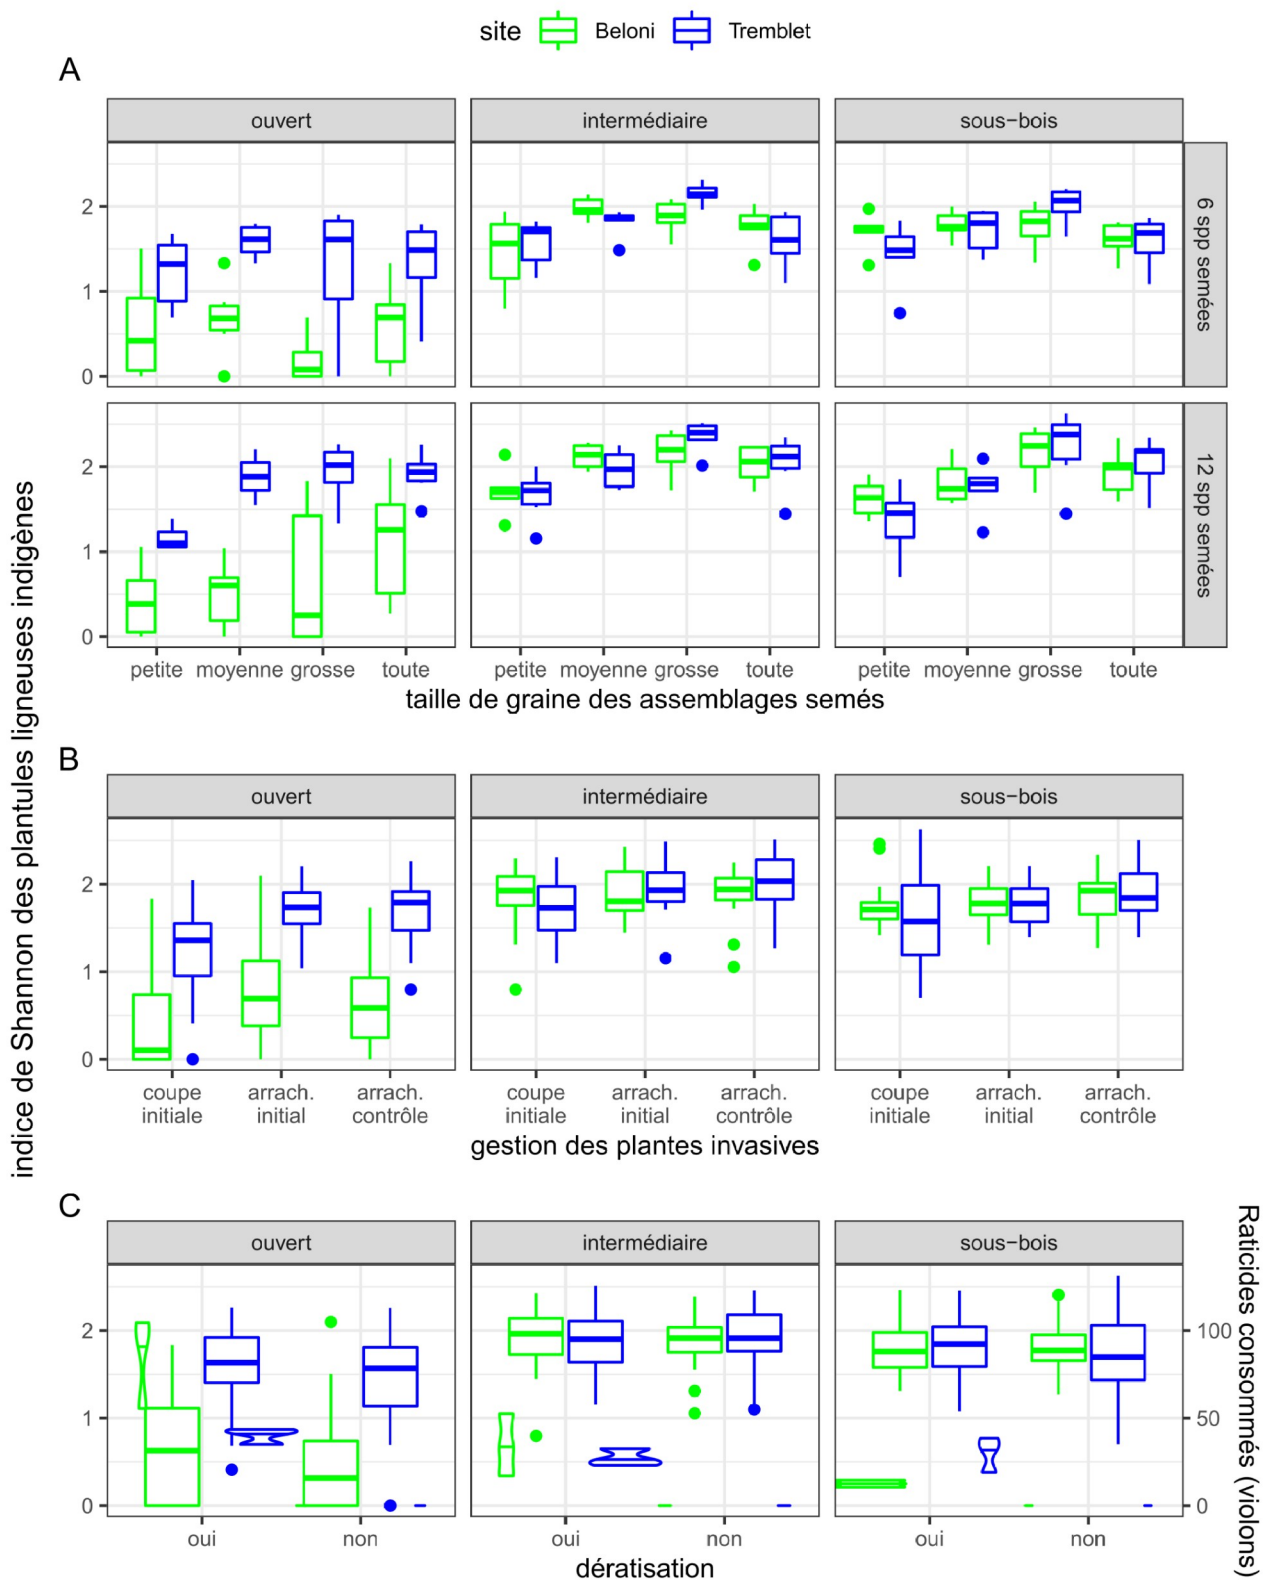 site Beloni Tremblet
A
ouvert intermédiaire sous−bois
2
1
0
6 spp semées
2
1
0
12 spp semées
petite moyenne grosse toute petite moyenne grosse toute petite moyenne grosse toute
taille de graine des assemblages semés
indice de Shannon des plantules ligneuses indigènes
B
ouvert intermédiaire sous−bois
2
1
0
coupe arrach. arrach. coupe arrach. arrach. coupe arrach. arrach.
initiale initial contrôle initiale initial contrôle initiale initial contrôle
gestion des plantes invasives
C
ouvert intermédiaire sous−bois
2 100
1 50
0 0
Raticides consommés (violons)
oui non oui non oui non
dératisation